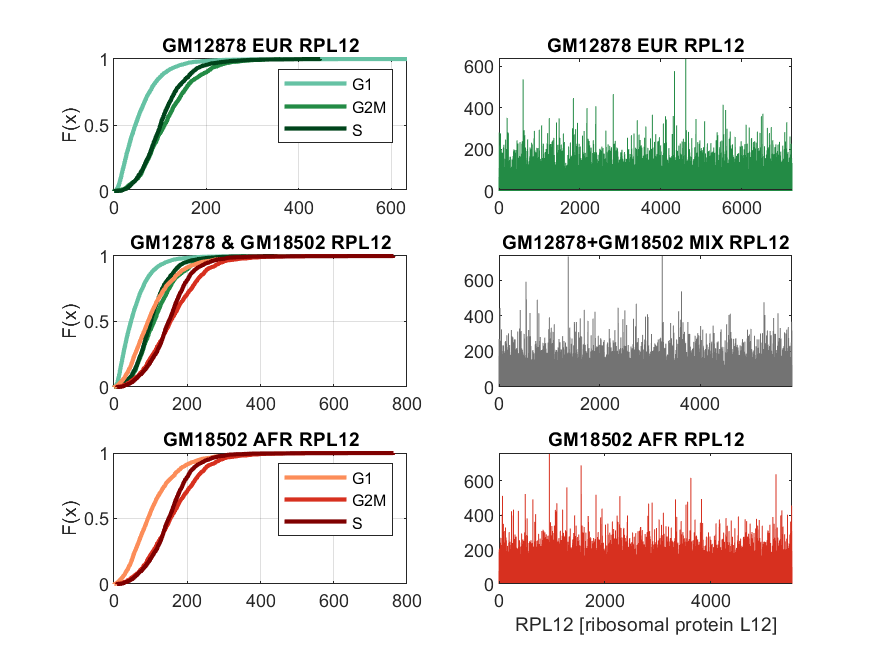 GM12878 EUR RPL12
F(x)
1
0.5
0
0 200 400 600
G1
G2M
S
GM12878 EUR RPL12
600
400
200
0
0 2000 4000 6000
GM12878 & GM18502 RPL12
F(x)
1
0.5
0
0 200 400 600 800
GM12878+GM18502 MIX RPL12
600
400
200
0
0 2000 4000
GM18502 AFR RPL12
F(x)
1
0.5
0
0 200 400 600 800
G1
G2M
S
GM18502 AFR RPL12
600
400
200
0
0 2000 4000
RPL12 [ribosomal protein L12]